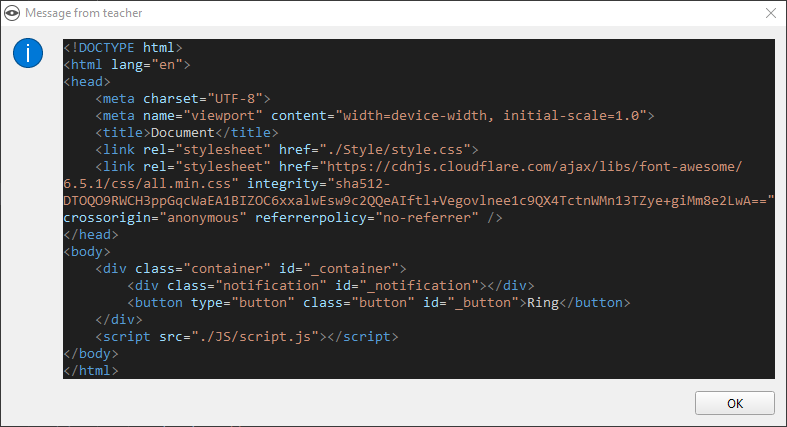 Message from teacher
<!DOCTYPE html>
<html lang="en">
<head>
    <meta charset="UTF-8">
    <meta name="viewport" content="width=device-width, initial-scale=1.0">
    <title>Document</title>
    <link rel="stylesheet" href="./Style/style.css">
    <link rel="stylesheet" href="https://cdnjs.cloudflare.com/ajax/libs/font-awesome/
6.5.1/css/all.min.css" integrity="sha512-
DTOQO9RWCH3ppGqcWaEA1BIZOC6xxalwEsw9c2QQeAIftl+Vegovlnee1c9QX4TctnWMn13TZye+giMm8e2LwA=="
crossorigin="anonymous" referrerpolicy="no-referrer" />
</head>
<body>
    <div class="container" id="_container">
        <div class="notification" id="_notification"></div>
        <button type="button" class="button" id="_button">Ring</button>
    </div>
    <script src="./JS/script.js"></script>
</body>
</html>
OK